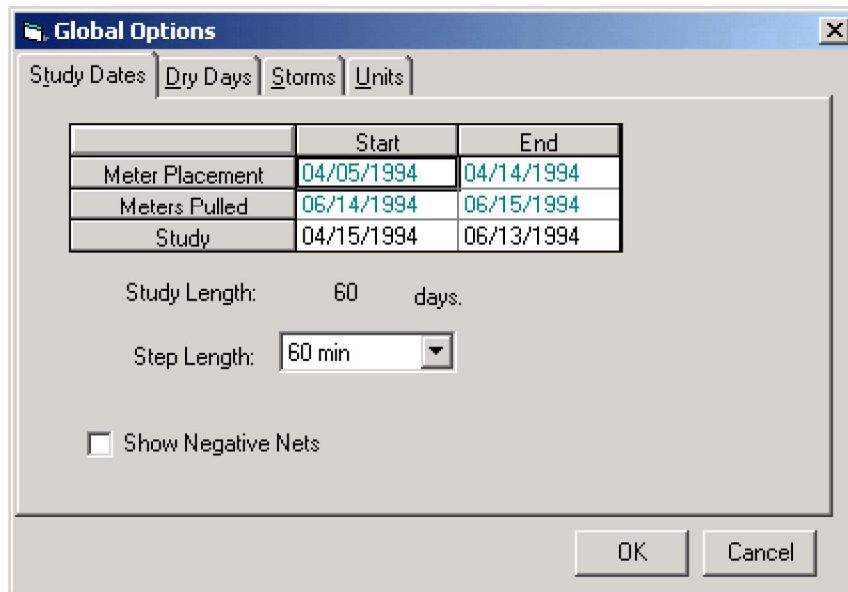 Global Options
Study Dates Dry Days Storms Units
Start End
Meter Placement 04/05/1994 04/14/1994
Meters Pulled 06/14/1994 06/15/1994
Study 04/15/1994 06/13/1994
Study Length: 60 days.
Step Length: 60 min
Show Negative Nets
OK Cancel